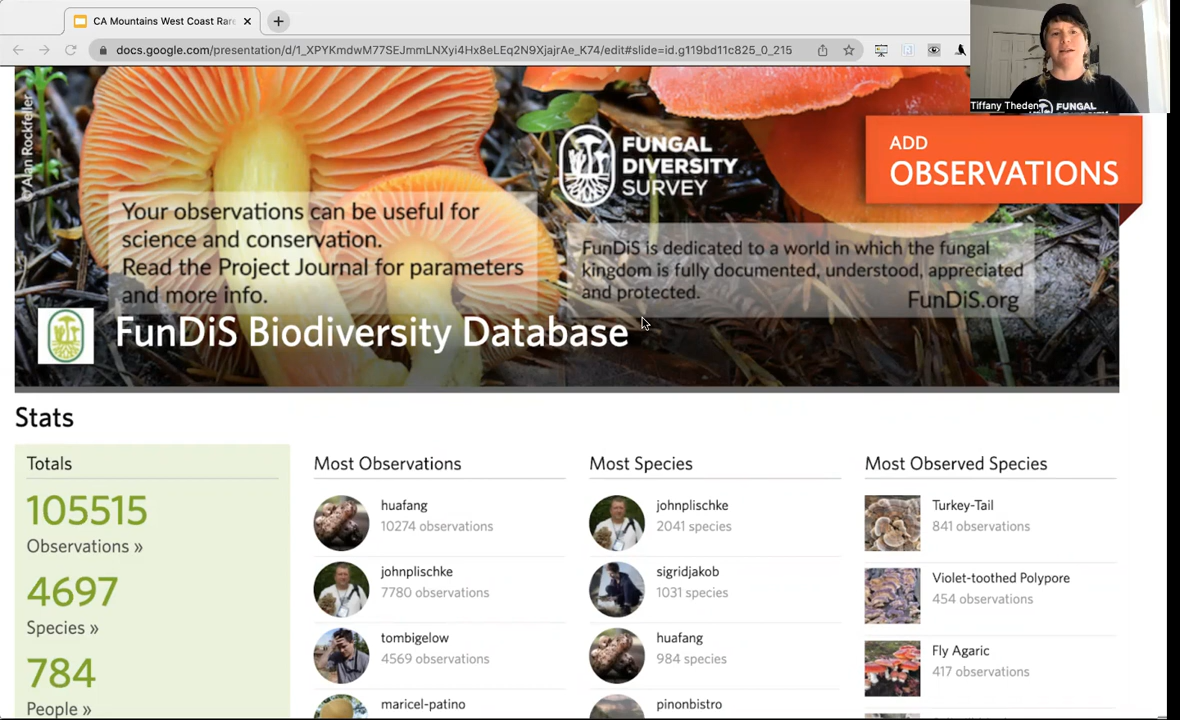 CA Mountains West Coast Rare
docs.google.com/presentation/d/1_XPYKmdwM77SEJmmLNXyi4Hx8eLEq2N9XjajrAe_K74/edit#slide=id.g119bd11c825_0_215
Tiffany Theden
FUNGAL
© Alan Rockefeller
FUNGAL
DIVERSITY
SURVEY
ADD
OBSERVATIONS
Your observations can be useful for
science and conservation.
Read the Project Journal for parameters
and more info.
FunDiS is dedicated to a world in which the fungal
kingdom is fully documented, understood, appreciated
and protected.
FunDiS.org
FunDiS Biodiversity Database
Stats
Totals
105515
Observations »
4697
Species »
784
People »
Most Observations
huafang
10274 observations
johnplischke
7780 observations
tombigelow
4569 observations
maricel-patino
Most Species
johnplischke
2041 species
sigridjakob
1031 species
huafang
984 species
pinonbistro
Most Observed Species
Turkey-Tail
841 observations
Violet-toothed Polypore
454 observations
Fly Agaric
417 observations